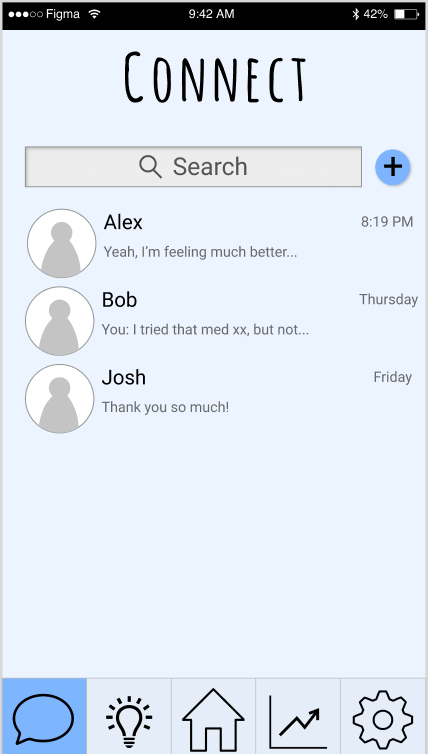 Figma 9:42 AM 42%
Connect
Search
Alex 8:19 PM
Yeah, I'm feeling much better...
Bob Thursday
You: I tried that med xx, but not...
Josh Friday
Thank you so much!